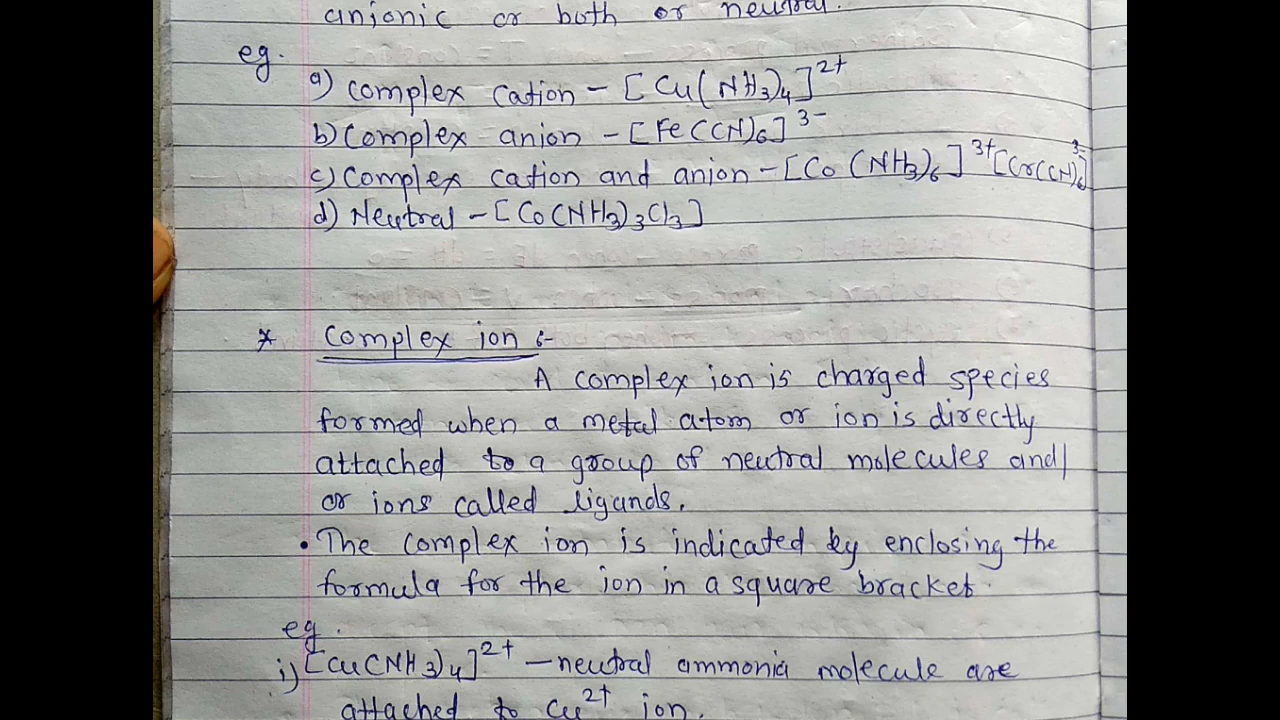 anionic or both or neutral.
eg.
a) Complex cation - [Cu(NH3)4]2+
b) Complex anion - [Fe(CN)6]3-
c) Complex cation and anion - [Co(NH3)6]3+[Cr(CN)6]3-
d) Neutral - [Co(NH3)3Cl3]
* Complex ion :-
A complex ion is charged species
formed when a metal atom or ion is directly
attached to a group of neutral molecules and/
or ions called ligands.
• The complex ion is indicated by enclosing the
formula for the ion in a square bracket.
eg.
i) [Cu(NH3)4]2+ - neutral ammonia molecule are
attached to Cu2+ ion.